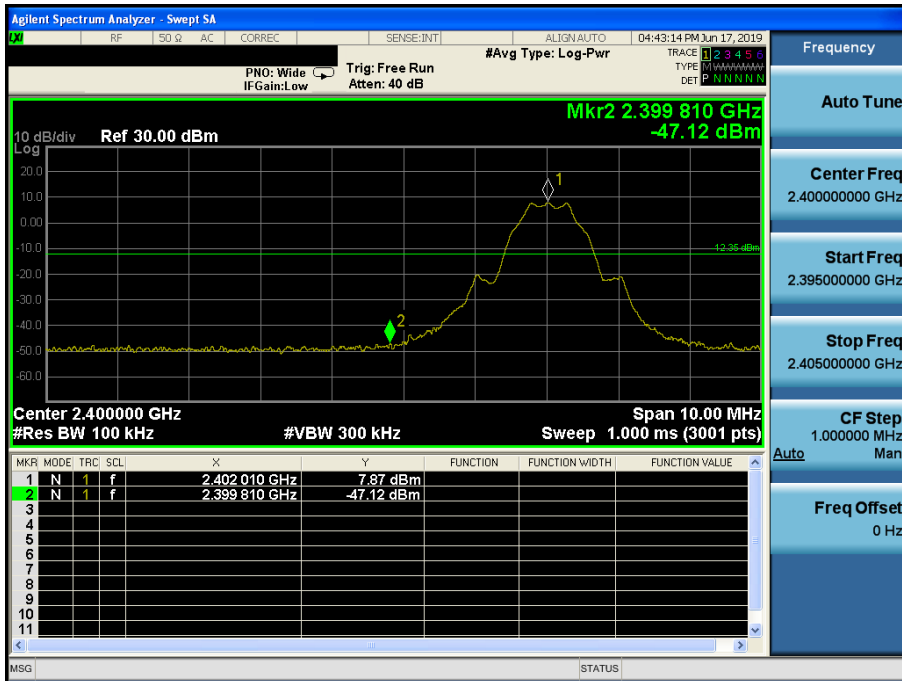 Agilent Spectrum Analyzer - Swept SA
LXI RF 50 Ω AC CORREC SENSE:INT ALIGN AUTO 04:43:14 PM Jun 17, 2019
#Avg Type: Log-Pwr TRACE 1 2 3 4 5 6
TYPE MWWWWW
DET P N N N N N
PNO: Wide Trig: Free Run
IFGain:Low Atten: 40 dB
Mkr2 2.399 810 GHz
-47.12 dBm
10 dB/div Ref 30.00 dBm
Log
20.0
10.0
0.00
-10.0
-20.0
-30.0
-40.0
-50.0
-60.0
1
-12.35 dBm
2
Center 2.400000 GHz Span 10.00 MHz
#Res BW 100 kHz #VBW 300 kHz Sweep 1.000 ms (3001 pts)
MKR MODE TRC SCL X Y FUNCTION FUNCTION WIDTH FUNCTION VALUE
1 N 1 f 2.402 010 GHz 7.87 dBm
2 N 1 f 2.399 810 GHz -47.12 dBm
3
4
5
6
7
8
9
10
11
MSG STATUS
Frequency
Auto Tune
Center Freq
2.400000000 GHz
Start Freq
2.395000000 GHz
Stop Freq
2.405000000 GHz
CF Step
1.000000 MHz
Auto Man
Freq Offset
0 Hz